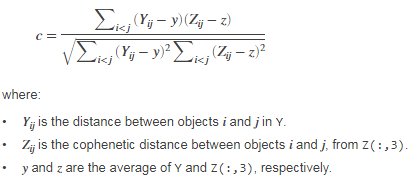 c = \frac{\sum_{i<j} (Y_{ij} - y)(Z_{ij} - z)}{\sqrt{\sum_{i<j} (Y_{ij} - y)^2 \sum_{i<j} (Z_{ij} - z)^2}}
where:
• Y_{ij} is the distance between objects i and j in Y.
• Z_{ij} is the cophenetic distance between objects i and j, from Z(:,3).
• y and z are the average of Y and Z(:,3), respectively.